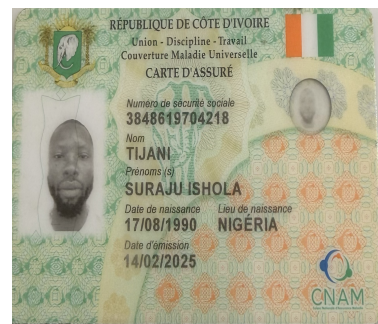 RÉPUBLIQUE DE CÔTE D'IVOIRE
Union - Discipline - Travail
Couverture Maladie Universelle
CARTE D'ASSURÉ
Numéro de sécurité sociale
3848619704218
Nom
TIJANI
Prénoms (s)
SURAJU ISHOLA
Date de naissance Lieu de naissance
17/08/1990 NIGÉRIA
Date d'émission
14/02/2025
CNAM